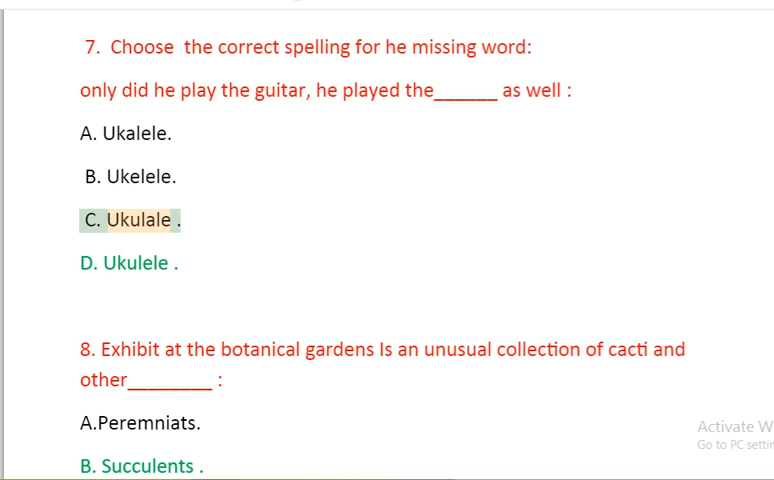 7. Choose the correct spelling for he missing word:
only did he play the guitar, he played the______ as well :
A. Ukalele.
B. Ukelele.
C. Ukulale .
D. Ukulele .
8. Exhibit at the botanical gardens Is an unusual collection of cacti and
other________ :
A.Peremniats.
Activate W
Go to PC settin
B. Succulents .